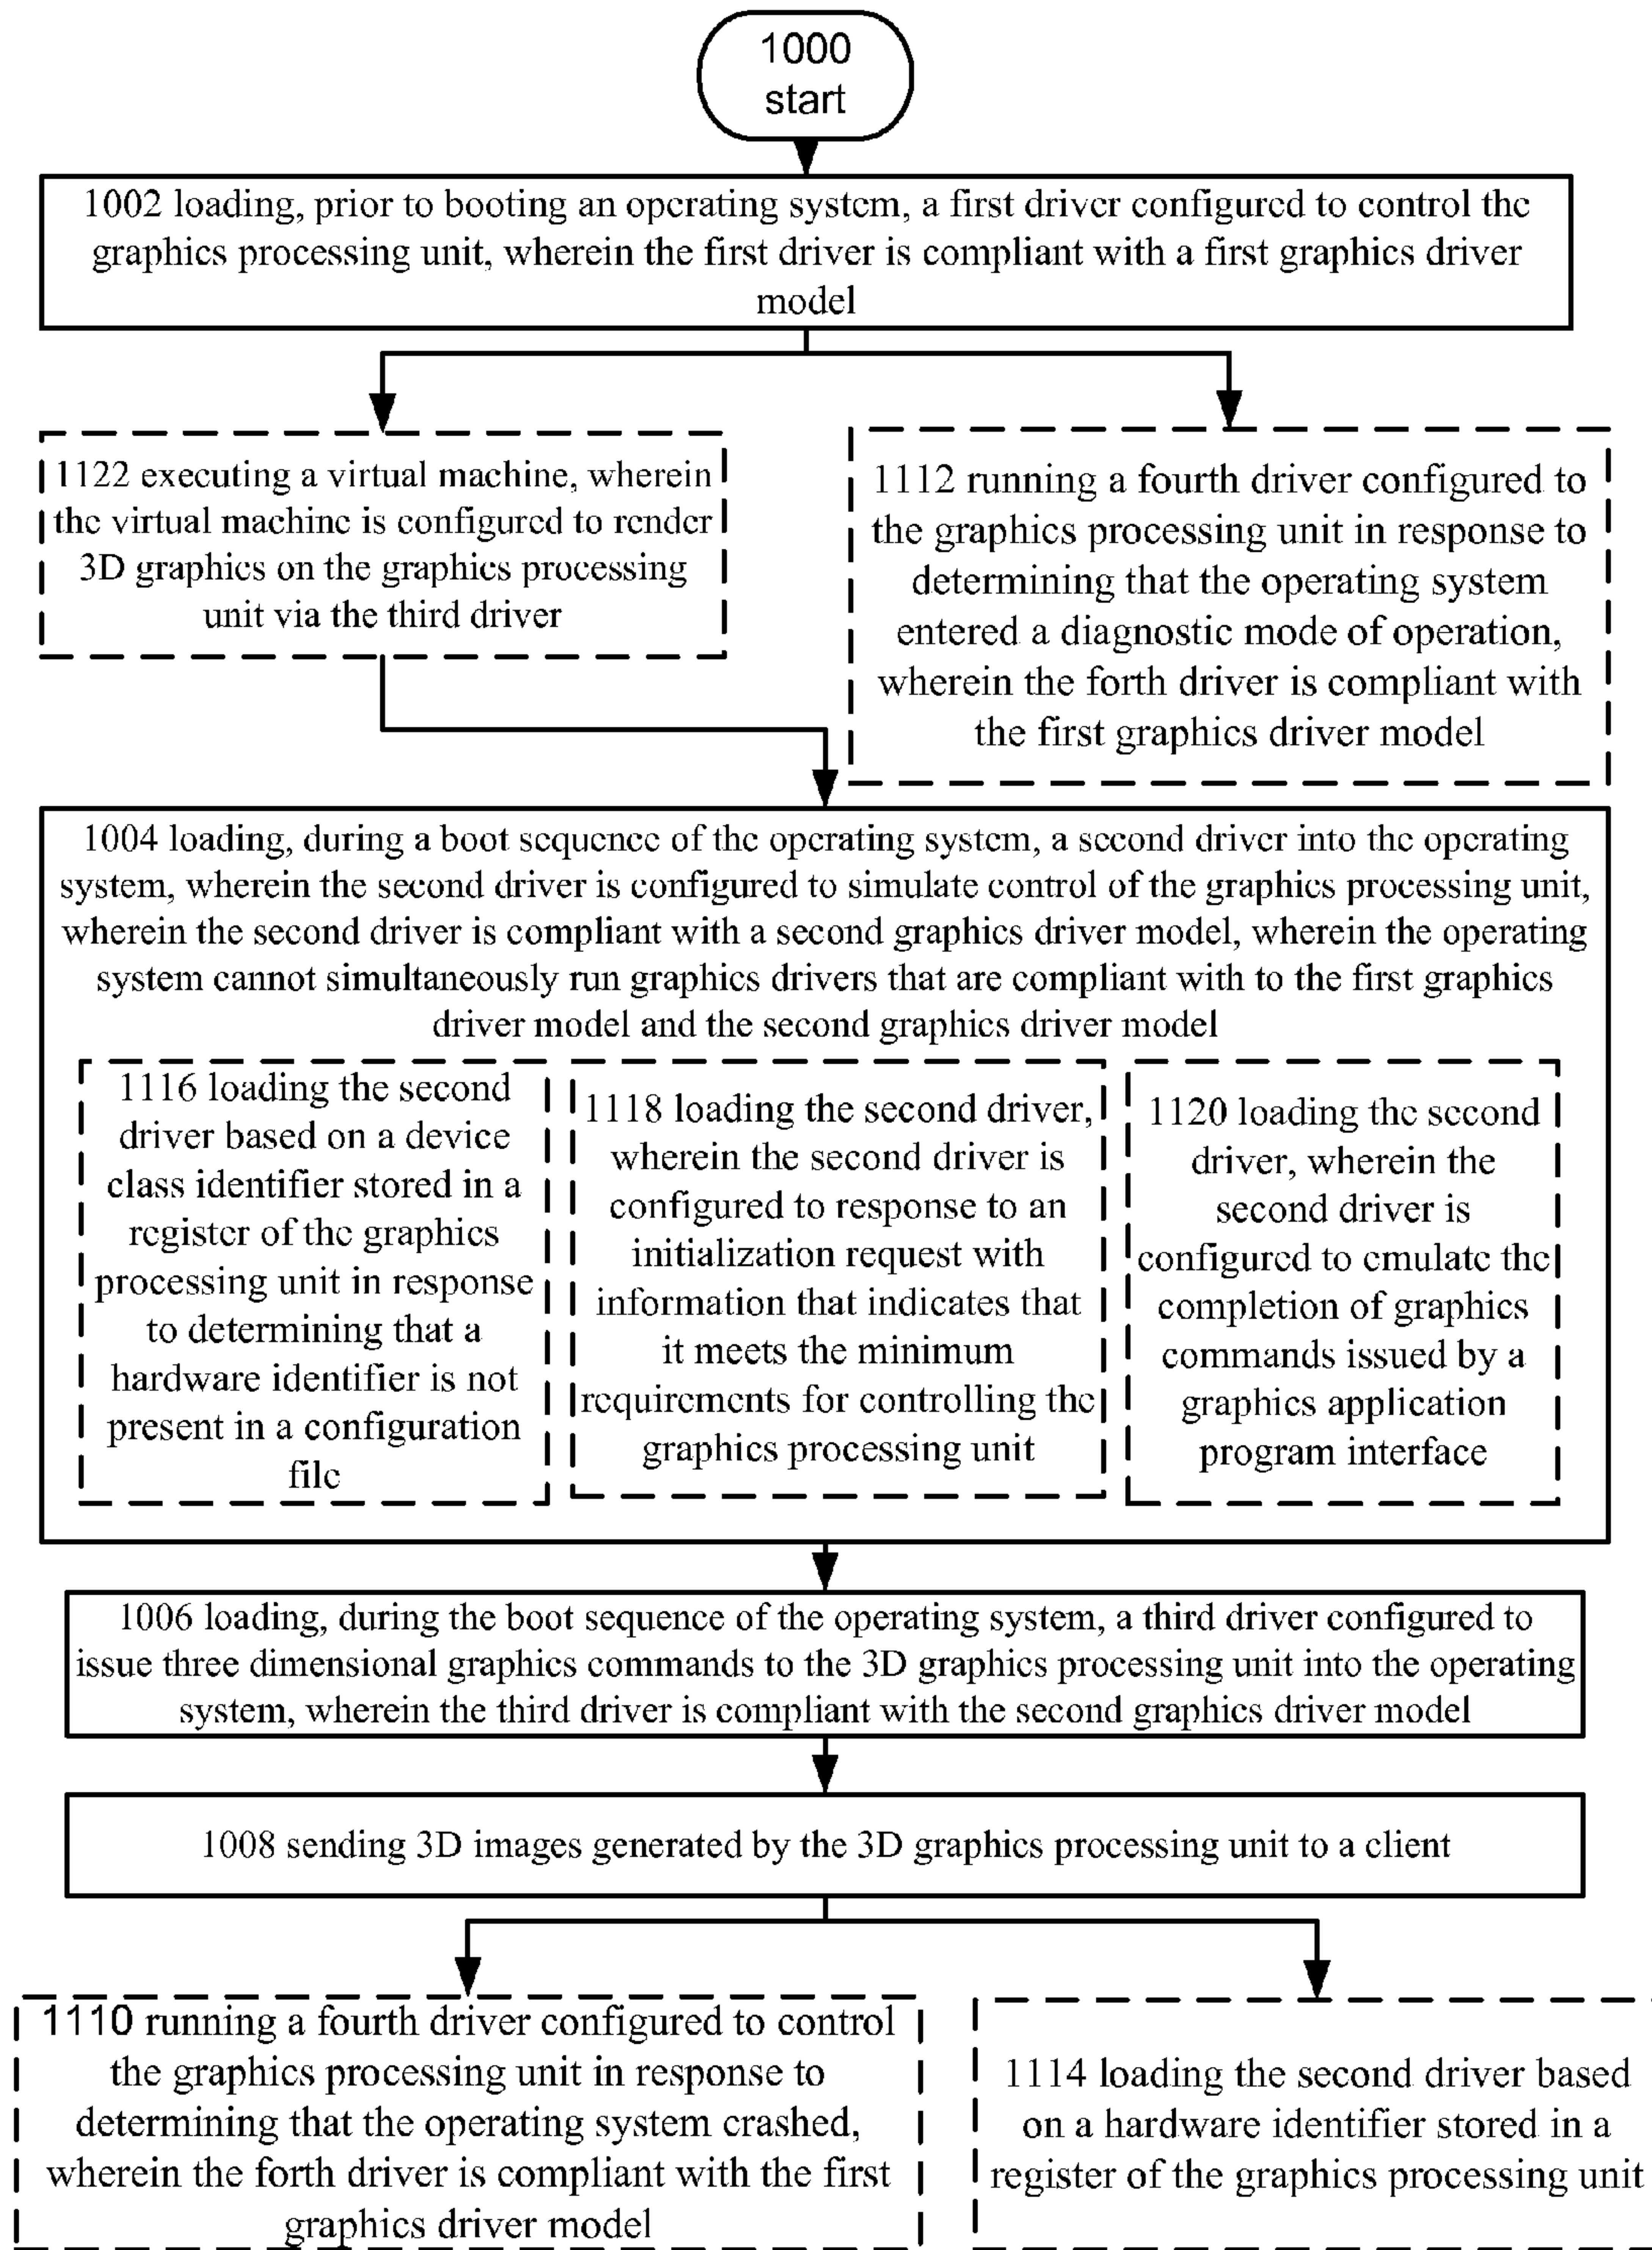 1000
start
1002 loading, prior to booting an operating system, a first driver configured to control the
graphics processing unit, wherein the first driver is compliant with a first graphics driver
model
1122 executing a virtual machine, wherein
the virtual machine is configured to render
3D graphics on the graphics processing
unit via the third driver
1112 running a fourth driver configured to
the graphics processing unit in response to
determining that the operating system
entered a diagnostic mode of operation,
wherein the forth driver is compliant with
the first graphics driver model
1004 loading, during a boot sequence of the operating system, a second driver into the operating
system, wherein the second driver is configured to simulate control of the graphics processing unit,
wherein the second driver is compliant with a second graphics driver model, wherein the operating
system cannot simultaneously run graphics drivers that are compliant with to the first graphics
driver model and the second graphics driver model
1116 loading the second
driver based on a device
class identifier stored in a
register of the graphics
processing unit in response
to determining that a
hardware identifier is not
present in a configuration
file
1118 loading the second driver,
wherein the second driver is
configured to response to an
initialization request with
information that indicates that
it meets the minimum
requirements for controlling the
graphics processing unit
1120 loading the second
driver, wherein the
second driver is
configured to emulate the
completion of graphics
commands issued by a
graphics application
program interface
1006 loading, during the boot sequence of the operating system, a third driver configured to
issue three dimensional graphics commands to the 3D graphics processing unit into the operating
system, wherein the third driver is compliant with the second graphics driver model
1008 sending 3D images generated by the 3D graphics processing unit to a client
1110 running a fourth driver configured to control
the graphics processing unit in response to
determining that the operating system crashed,
wherein the forth driver is compliant with the first
graphics driver model
1114 loading the second driver based
on a hardware identifier stored in a
register of the graphics processing unit